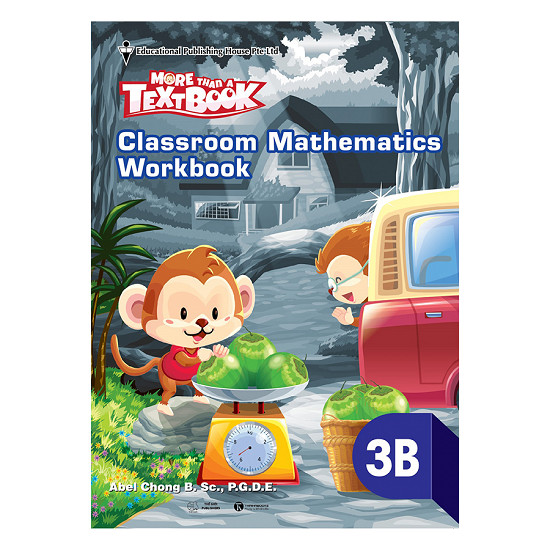 Educational Publishing House Pte Ltd
MORE THAN A
TEXTBOOK
Classroom Mathematics
Workbook
3B
Abel Chong B. Sc., P.G.D.E.